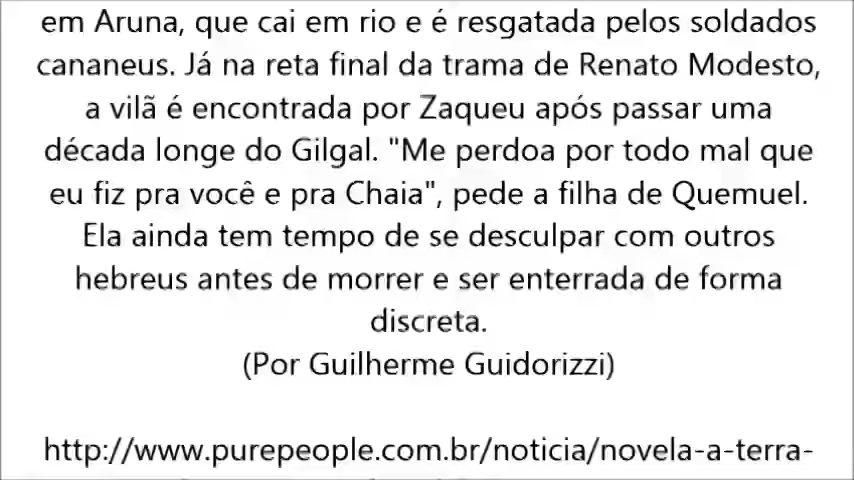 em Aruna, que cai em rio e é resgatada pelos soldados
cananeus. Já na reta final da trama de Renato Modesto,
a vilã é encontrada por Zaqueu após passar uma
década longe do Gilgal. "Me perdoa por todo mal que
eu fiz pra você e pra Chaia", pede a filha de Quemuel.
Ela ainda tem tempo de se desculpar com outros
hebreus antes de morrer e ser enterrada de forma
discreta.
(Por Guilherme Guidorizzi)
http://www.purepeople.com.br/noticia/novela-a-terra-